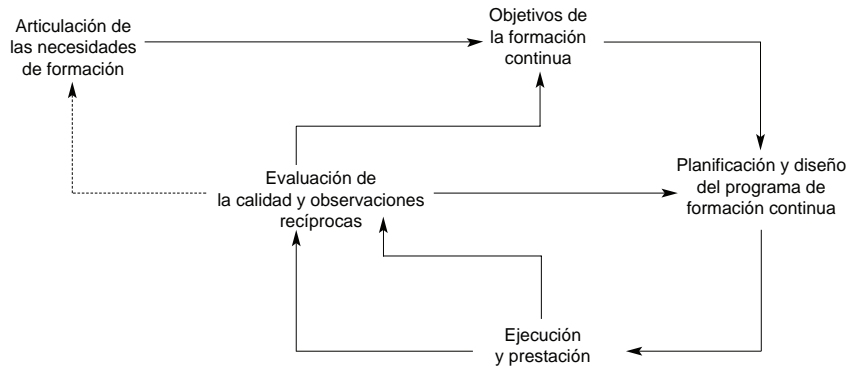 Articulación de
las necesidades
de formación
Objetivos de
la formación
continua
Evaluación de
la calidad y observaciones
recíprocas
Planificación y diseño
del programa de
formación continua
Ejecución
y prestación